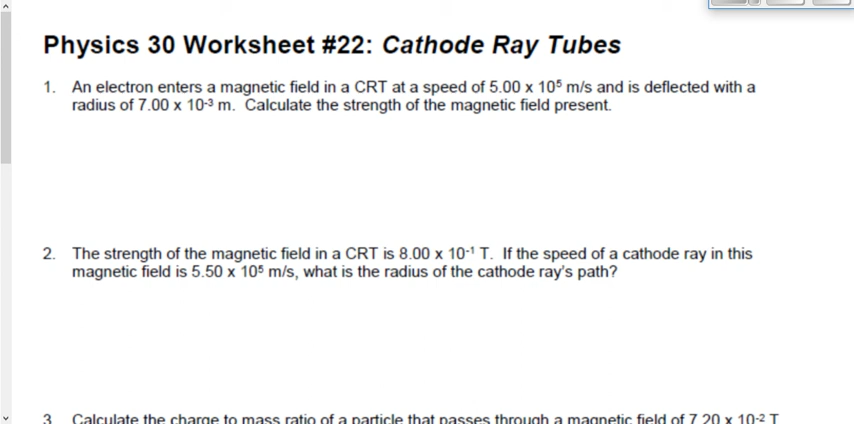 Physics 30 Worksheet #22: Cathode Ray Tubes
1. An electron enters a magnetic field in a CRT at a speed of 5.00 x 10⁵ m/s and is deflected with a
radius of 7.00 x 10⁻³ m. Calculate the strength of the magnetic field present.
2. The strength of the magnetic field in a CRT is 8.00 x 10⁻¹ T. If the speed of a cathode ray in this
magnetic field is 5.50 x 10⁵ m/s, what is the radius of the cathode ray's path?
3. Calculate the charge to mass ratio of a particle that passes through a magnetic field of 7.20 x 10⁻² T